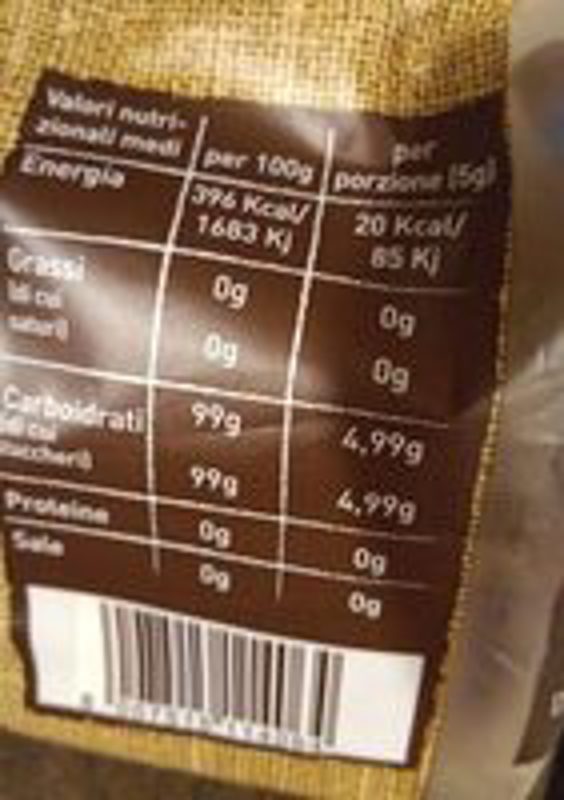 Valori nutri-
zionali medi per 100g per porzione (5g)
Energia 396 Kcal/ 20 Kcal/
1683 Kj 85 Kj
Grassi 0g 0g
(di cui
saturi) 0g 0g
Carboidrati 99g 4,99g
(di cui
zuccheri) 99g 4,99g
Proteine 0g 0g
Sale 0g 0g